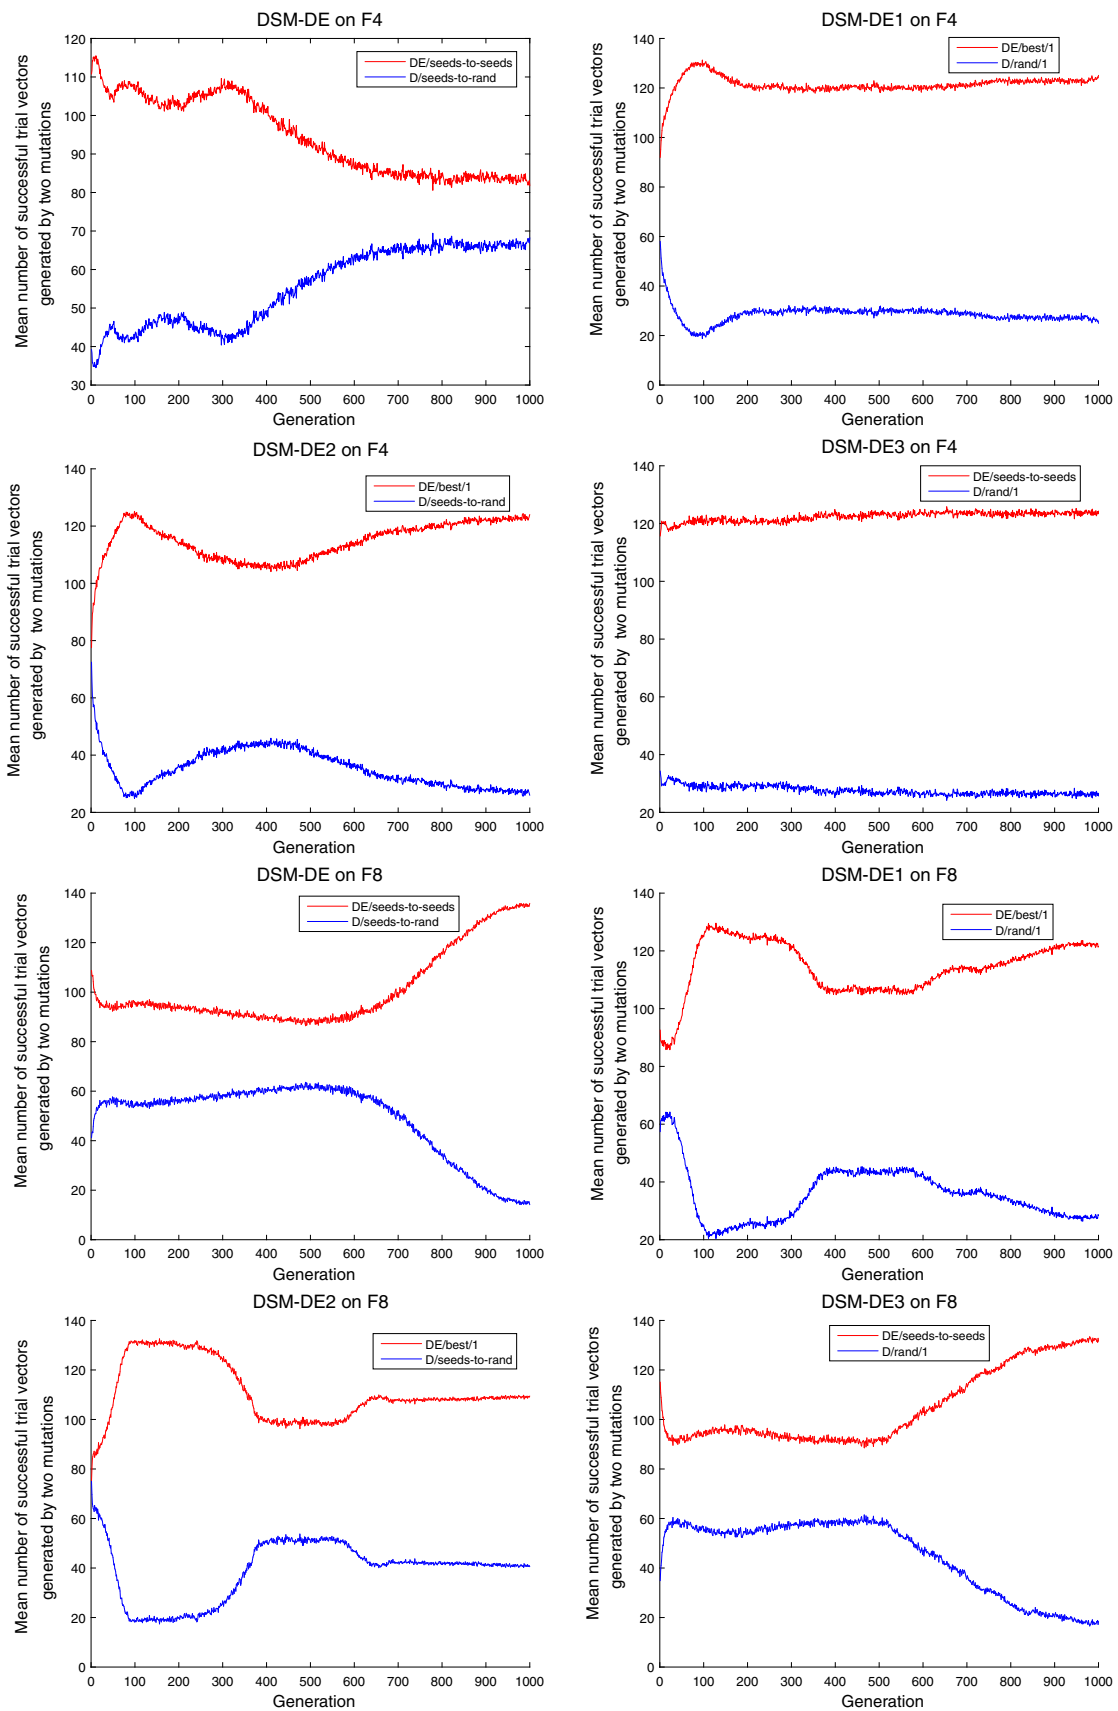 DSM-DE on F4
Mean number of successful trial vectors
generated by two mutations
120
110
100
90
80
70
60
50
40
30
DE/seeds-to-seeds
D/seeds-to-rand
0 100 200 300 400 500 600 700 800 900 1000
Generation
DSM-DE1 on F4
Mean number of successful trial vectors
generated by two mutations
140
120
100
80
60
40
20
0
DE/best/1
D/rand/1
0 100 200 300 400 500 600 700 800 900 1000
Generation
DSM-DE2 on F4
Mean number of successful trial vectors
generated by two mutations
140
120
100
80
60
40
20
DE/best/1
D/seeds-to-rand
0 100 200 300 400 500 600 700 800 900 1000
Generation
DSM-DE3 on F4
Mean number of successful trial vectors
generated by two mutations
140
120
100
80
60
40
20
DE/seeds-to-seeds
D/rand/1
0 100 200 300 400 500 600 700 800 900 1000
Generation
DSM-DE on F8
Mean number of successful trial vectors
generated by two mutations
140
120
100
80
60
40
20
0
DE/seeds-to-seeds
D/seeds-to-rand
0 100 200 300 400 500 600 700 800 900 1000
Generation
DSM-DE1 on F8
Mean number of successful trial vectors
generated by two mutations
140
120
100
80
60
40
20
DE/best/1
D/rand/1
0 100 200 300 400 500 600 700 800 900 1000
Generation
DSM-DE2 on F8
Mean number of successful trial vectors
generated by two mutations
140
120
100
80
60
40
20
0
DE/best/1
D/seeds-to-rand
0 100 200 300 400 500 600 700 800 900 1000
Generation
DSM-DE3 on F8
Mean number of successful trial vectors
generated by two mutations
140
120
100
80
60
40
20
0
DE/seeds-to-seeds
D/rand/1
0 100 200 300 400 500 600 700 800 900 1000
Generation